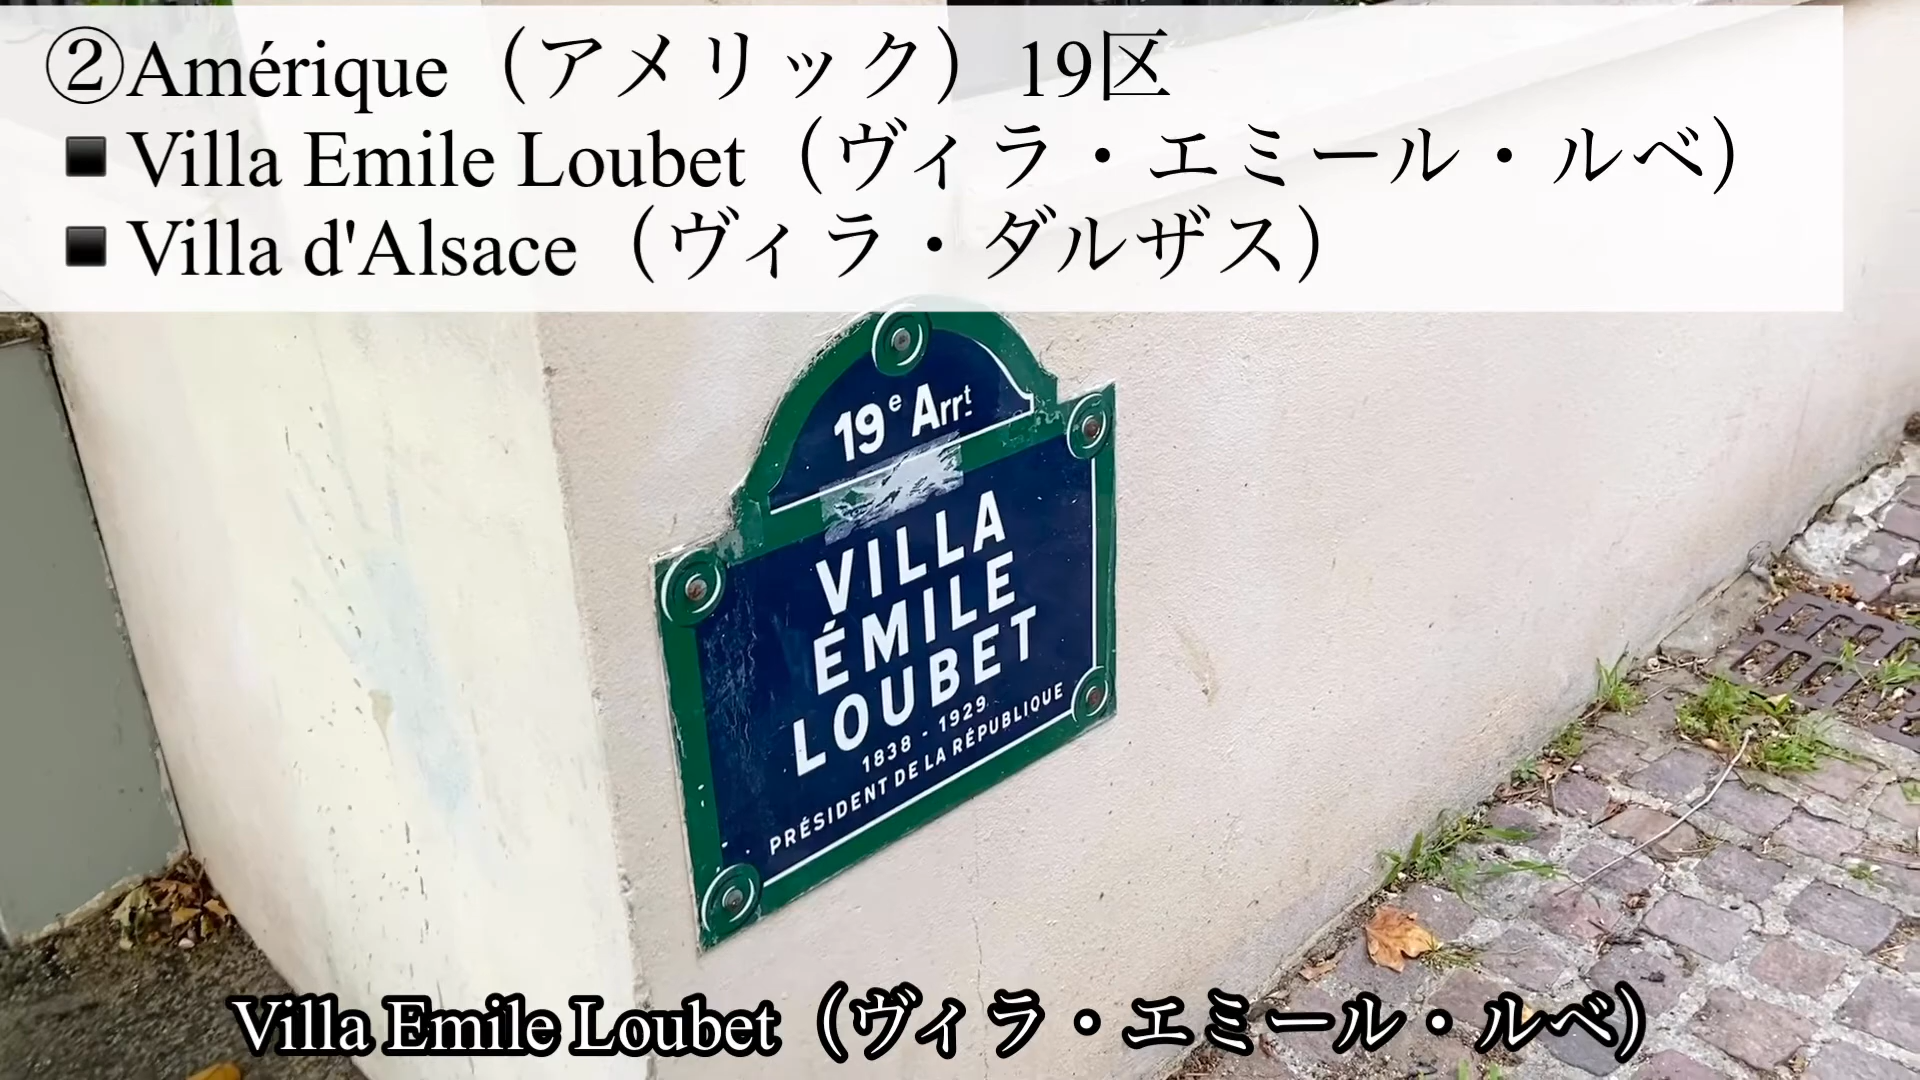 ②Amérique（アメリック）19区
▪Villa Emile Loubet（ヴィラ・エミール・ルベ）
▪Villa d'Alsace（ヴィラ・ダルザス）
19e Arrt
VILLA
ÉMILE
LOUBET
1838 - 1929
PRÉSIDENT DE LA RÉPUBLIQUE
Villa Emile Loubet（ヴィラ・エミール・ルベ）